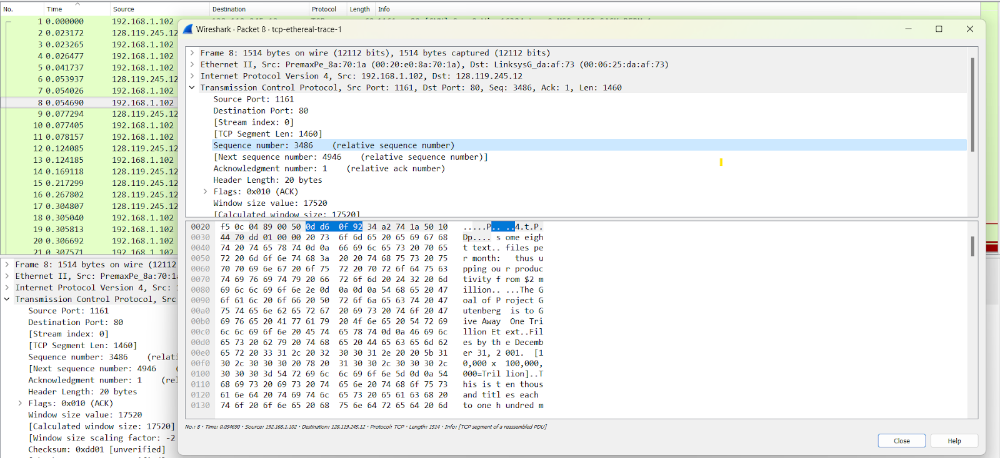 No. Time Source Destination Protocol Length Info
1 0.000000 192.168.1.102
2 0.023172 128.119.245.12
3 0.023265 192.168.1.102
4 0.026477 192.168.1.102
5 0.041737 192.168.1.102
6 0.053937 128.119.245.12
7 0.054026 192.168.1.102
8 0.054690 192.168.1.102
9 0.077294 128.119.245.12
10 0.077405 192.168.1.102
11 0.078157 192.168.1.102
12 0.124085 128.119.245.12
13 0.124185 192.168.1.102
14 0.169118 128.119.245.12
15 0.217299 128.119.245.12
16 0.267802 128.119.245.12
17 0.304807 128.119.245.12
18 0.305040 192.168.1.102
19 0.305813 192.168.1.102
20 0.306692 192.168.1.102
21 0.307571 192.168.1.102
Frame 8: 1514 bytes on wire (12112
Ethernet II, Src: PremaxPe_8a:70:1a
Internet Protocol Version 4, Src:
Transmission Control Protocol, Src
Source Port: 1161
Destination Port: 80
[Stream index: 0]
[TCP Segment Len: 1460]
Sequence number: 3486 (relati
[Next sequence number: 4946 (
Acknowledgment number: 1 (rel
Header Length: 20 bytes
Flags: 0x010 (ACK)
Window size value: 17520
[Calculated window size: 17520]
[Window size scaling factor: -2
Checksum: 0xdd01 [unverified]
Wireshark · Packet 8 · tcp-ethereal-trace-1
Frame 8: 1514 bytes on wire (12112 bits), 1514 bytes captured (12112 bits)
Ethernet II, Src: PremaxPe_8a:70:1a (00:20:e0:8a:70:1a), Dst: LinksysG_da:af:73 (00:06:25:da:af:73)
Internet Protocol Version 4, Src: 192.168.1.102, Dst: 128.119.245.12
Transmission Control Protocol, Src Port: 1161, Dst Port: 80, Seq: 3486, Ack: 1, Len: 1460
Source Port: 1161
Destination Port: 80
[Stream index: 0]
[TCP Segment Len: 1460]
Sequence number: 3486 (relative sequence number)
[Next sequence number: 4946 (relative sequence number)]
Acknowledgment number: 1 (relative ack number)
Header Length: 20 bytes
Flags: 0x010 (ACK)
Window size value: 17520
[Calculated window size: 17520]
0020 f5 0c 04 89 00 50 0d d6 0f 92 34 a2 74 1a 50 10 .....P.. ..4.t.P.
0030 44 70 dd 01 00 00 20 73 6f 6d 65 20 65 69 67 68 Dp.... s ome eigh
0040 74 20 74 65 78 74 0d 0a 66 69 6c 65 73 20 70 65 t text.. files pe
0050 72 20 6d 6f 6e 74 68 3a 20 20 74 68 75 73 20 75 r month: thus u
0060 70 70 69 6e 67 20 6f 75 72 20 70 72 6f 64 75 63 pping ou r produc
0070 74 69 76 69 74 79 20 66 72 6f 6d 20 24 32 20 6d tivity f rom $2 m
0080 69 6c 6c 69 6f 6e 2e 0d 0a 0d 0a 54 68 65 20 47 illion.. ...The G
0090 6f 61 6c 20 6f 66 20 50 72 6f 6a 65 63 74 20 47 oal of P roject G
00a0 75 74 65 6e 62 65 72 67 20 69 73 20 74 6f 20 47 utenberg is to G
00b0 69 76 65 20 41 77 61 79 20 4f 6e 65 20 54 72 69 ive Away One Tri
00c0 6c 6c 69 6f 6e 20 45 74 65 78 74 0d 0a 46 69 6c llion Et ext..Fil
00d0 65 73 20 62 79 20 74 68 65 20 44 65 63 65 6d 62 es by th e Decemb
00e0 65 72 20 33 31 2c 20 32 30 30 31 2e 20 20 5b 31 er 31, 2 001. [1
00f0 30 2c 30 30 30 20 78 20 31 30 30 2c 30 30 30 2c 0,000 x 100,000,
0100 30 30 30 3d 54 72 69 6c 6c 69 6f 6e 5d 0d 0a 54 000=Tril lion]..T
0110 68 69 73 20 69 73 20 74 65 6e 20 74 68 6f 75 73 his is t en thous
0120 61 6e 64 20 74 69 74 6c 65 73 20 65 61 63 68 20 and titl es each
0130 74 6f 20 6f 6e 65 20 68 75 6e 64 72 65 64 20 6d to one h undred m
No.: 8 · Time: 0.054690 · Source: 192.168.1.102 · Destination: 128.119.245.12 · Protocol: TCP · Length: 1514 · Info: [TCP segment of a reassembled PDU]
Close
Help